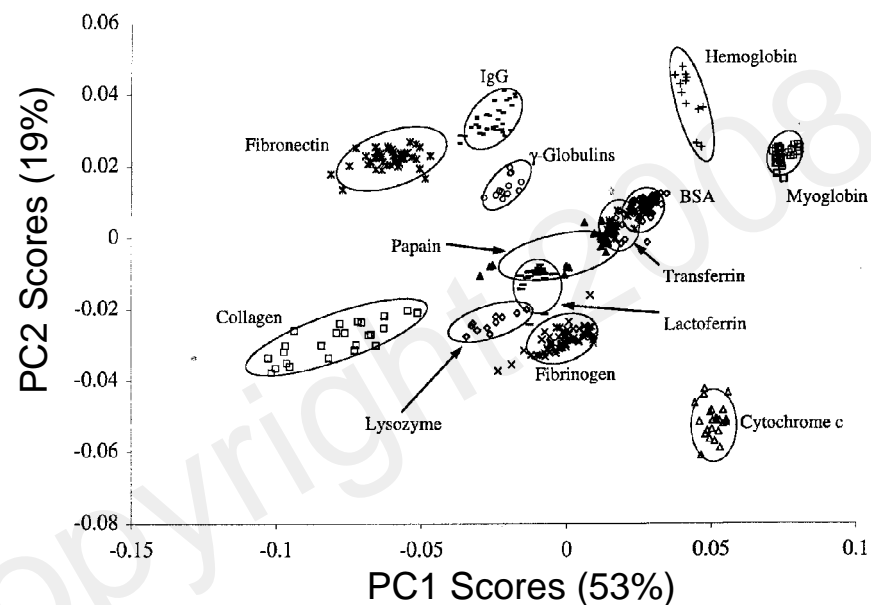 0.06
0.04
0.02
0
-0.02
-0.04
-0.06
-0.08
PC2 Scores (19%)
Hemoglobin
IgG
Fibronectin
γ-Globulins
BSA
Myoglobin
Papain
Transferrin
Collagen
Lactoferrin
Fibrinogen
Lysozyme
Cytochrome c
-0.15
-0.1
-0.05
0
0.05
0.1
PC1 Scores (53%)
opyright 2008